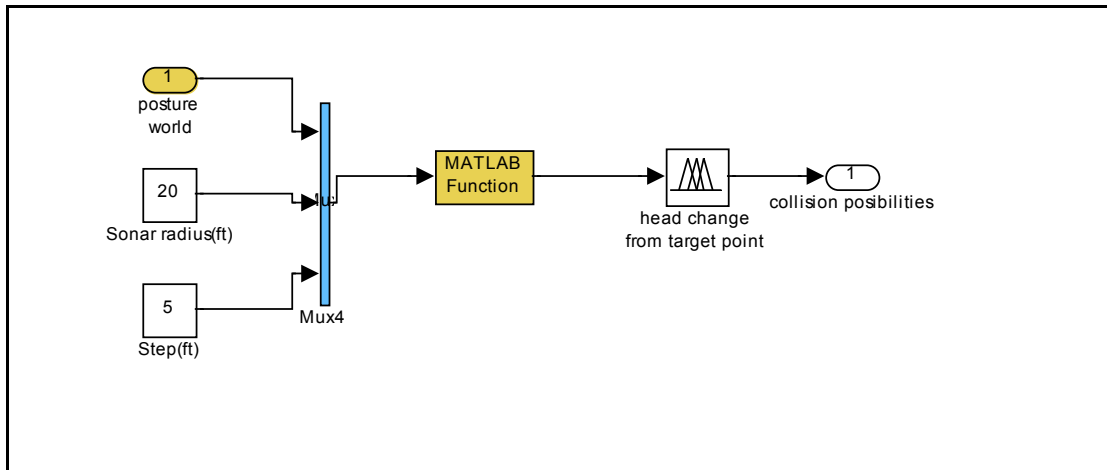 1
posture
world
20
Sonar radius(ft)
5
Step(ft)
Mux4
MATLAB
Function
head change
from target point
1
collision posibilities